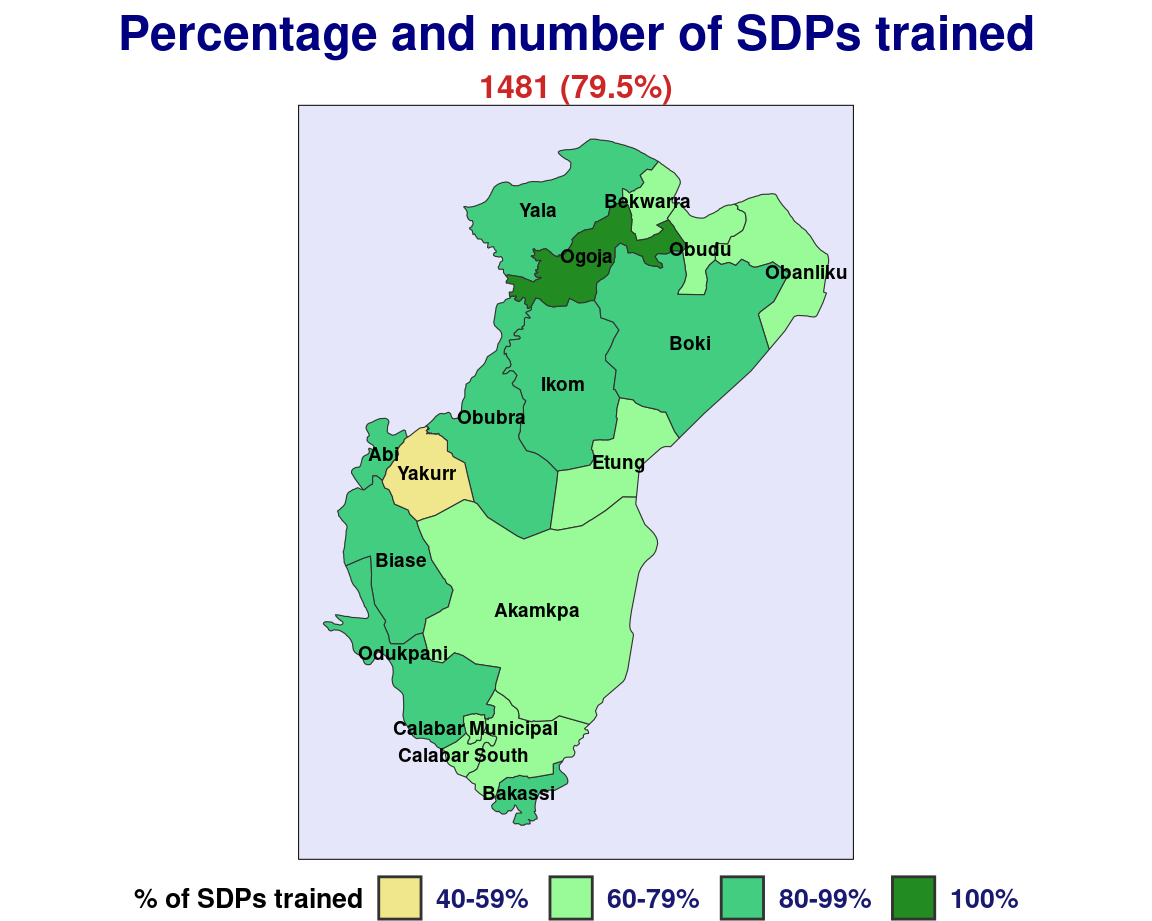 Percentage and number of SDPs trained
1481 (79.5%)
Bekwarra
Yala
Obudu
Ogoja
Obanliku
Boki
Ikom
Obubra
Abi
Etung
Yakurr
Biase
Akamkpa
Odukpani
Calabar Municipal
Calabar South
Bakassi
% of SDPs trained 40-59% 60-79% 80-99% 100%